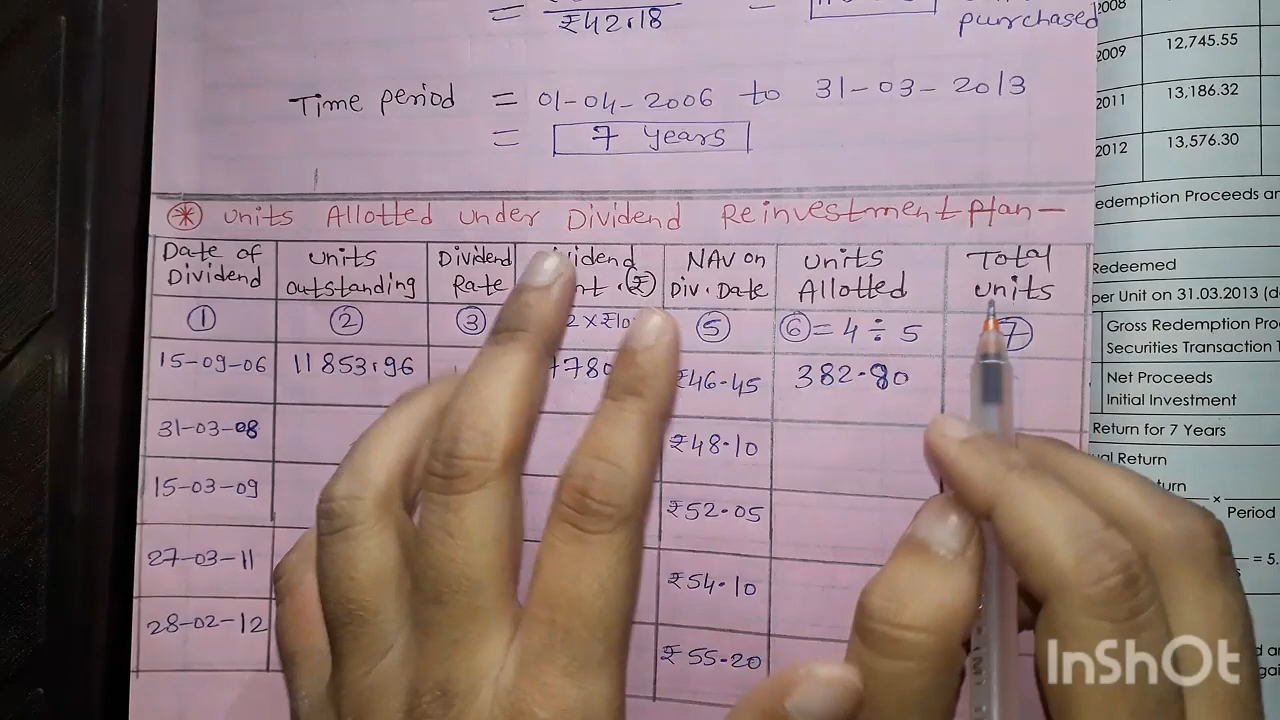 = ₹42.18
= purchased
Time period = 01-04-2006 to 31-03-2013
= 7 Years
* Units Allotted under Dividend Reinvestment Plan-
Date of Dividend
Units outstanding
Dividend Rate
NAV on Div. Date
Units Allotted
Total units
1 2 3 5 6 = 4 ÷ 5 7
15-09-06 11853.96 ₹46.45 382.80
31-03-08 ₹48.10
15-03-09 ₹52.05
27-03-11 ₹54.10
28-02-12 ₹55.20
2008
2009 12,745.55
2011 13,186.32
2012 13,576.30
Redeemed
per Unit on 31.03.2013
Gross Redemption
Securities Transaction
Net Proceeds
Initial Investment
Return for 7 Years
Return
×
Period
= 5.
InShOt